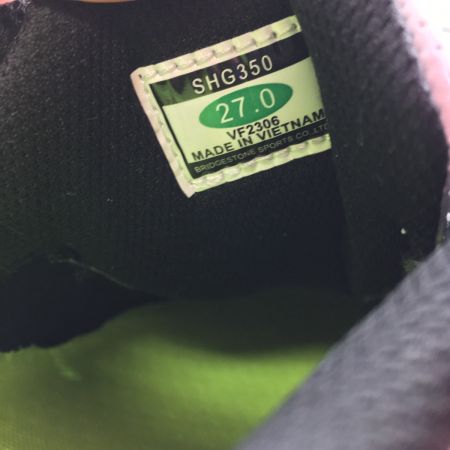 SHG350
27.0
VF2306
MADE IN VIETNAM
BRIDGESTONE SPORTS CO.,LTD